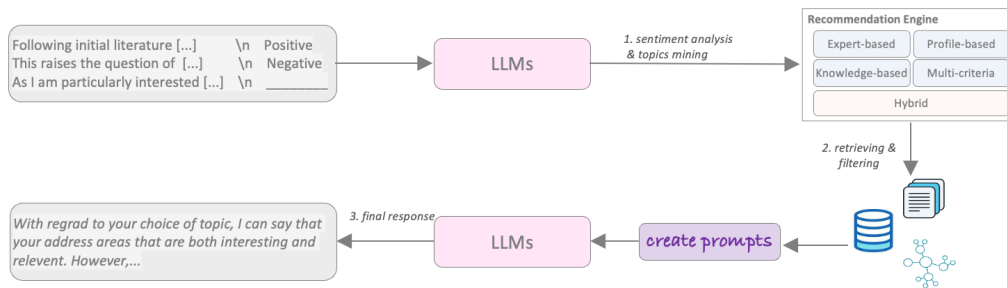 Following initial literature [...] \n Positive
This raises the question of [...] \n Negative
As I am particularly interested [...] \n ________
LLMs
1. sentiment analysis
& topics mining
Recommendation Engine
Expert-based Profile-based
Knowledge-based Multi-criteria
Hybrid
2. retrieving &
filtering
create prompts
LLMs
3. final response
With regrad to your choice of topic, I can say that
your address areas that are both interesting and
relevent. However,...